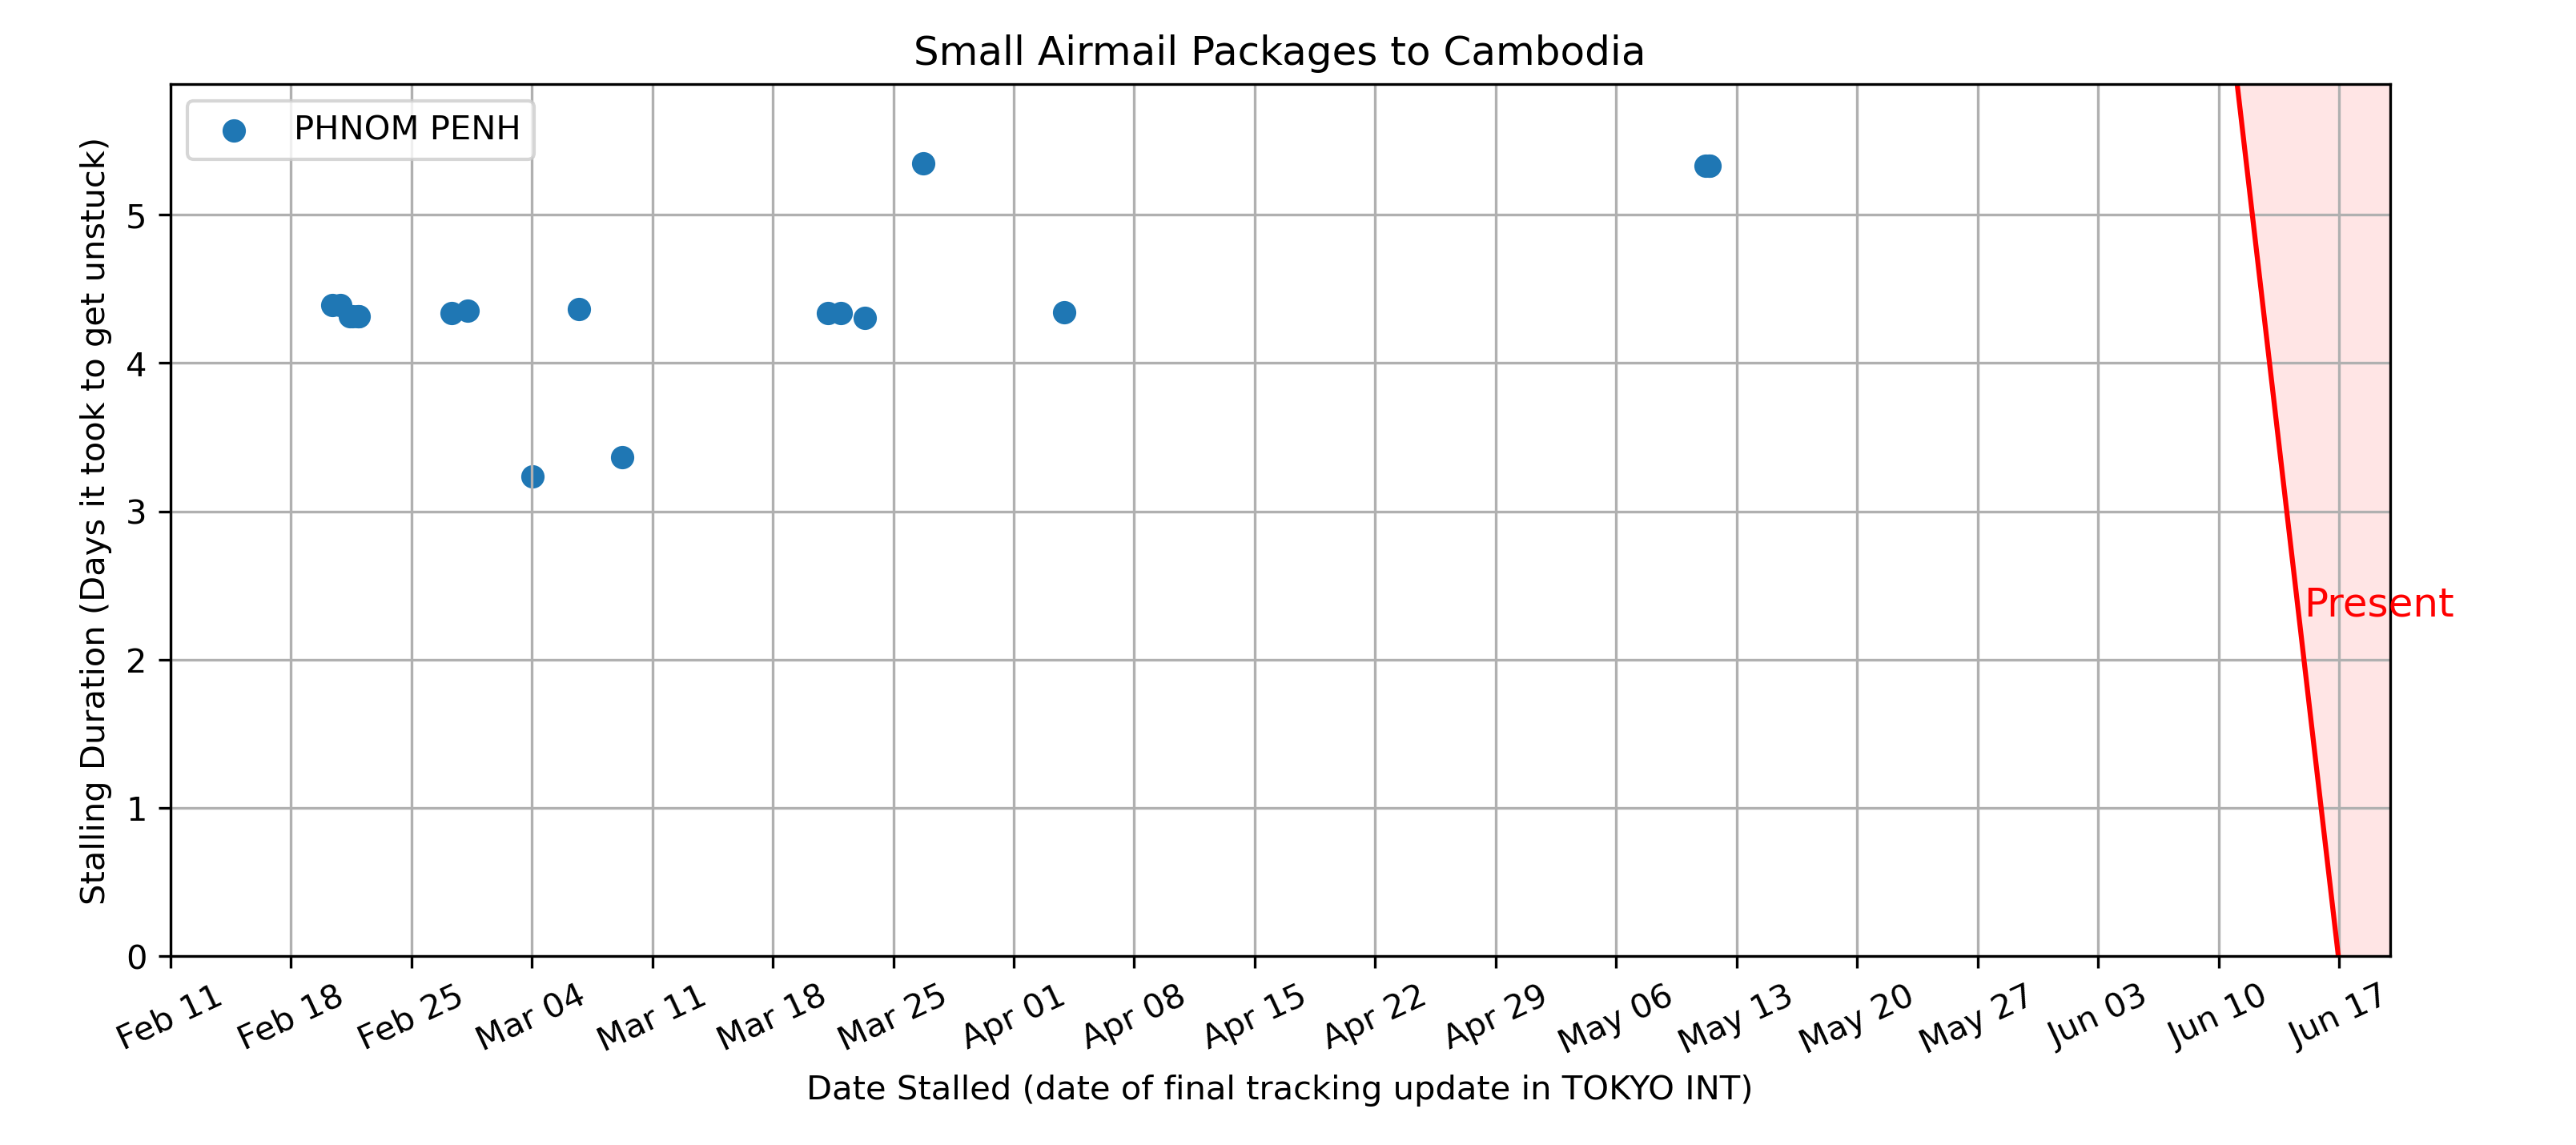 Small Airmail Packages to Cambodia
PHNOM PENH
Stalling Duration (Days it took to get unstuck)
5
4
3
2
1
0
Present
Feb 11
Feb 18
Feb 25
Mar 04
Mar 11
Mar 18
Mar 25
Apr 01
Apr 08
Apr 15
Apr 22
Apr 29
May 06
May 13
May 20
May 27
Jun 03
Jun 10
Jun 17
Date Stalled (date of final tracking update in TOKYO INT)